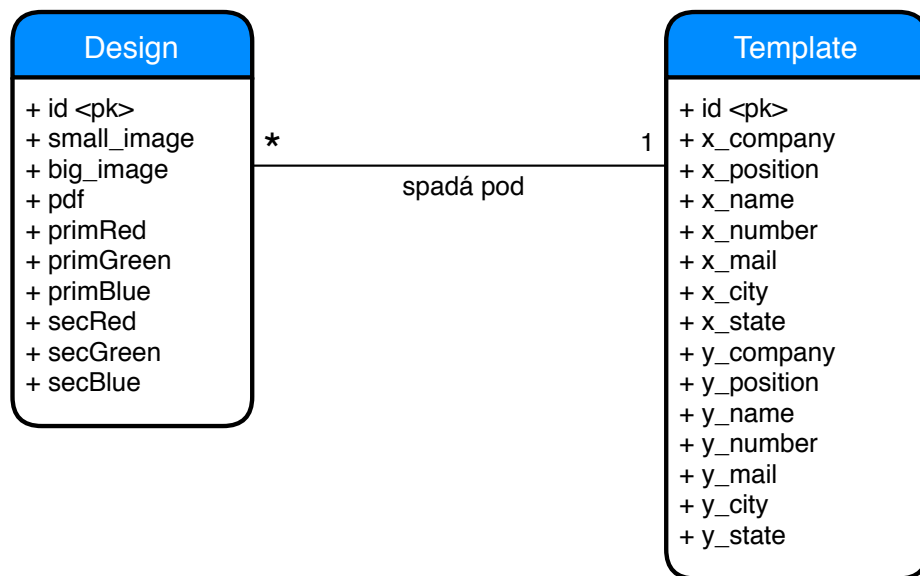 Design
+ id <pk>
+ small_image
+ big_image
+ pdf
+ primRed
+ primGreen
+ primBlue
+ secRed
+ secGreen
+ secBlue
*
1
spadá pod
Template
+ id <pk>
+ x_company
+ x_position
+ x_name
+ x_number
+ x_mail
+ x_city
+ x_state
+ y_company
+ y_position
+ y_name
+ y_number
+ y_mail
+ y_city
+ y_state